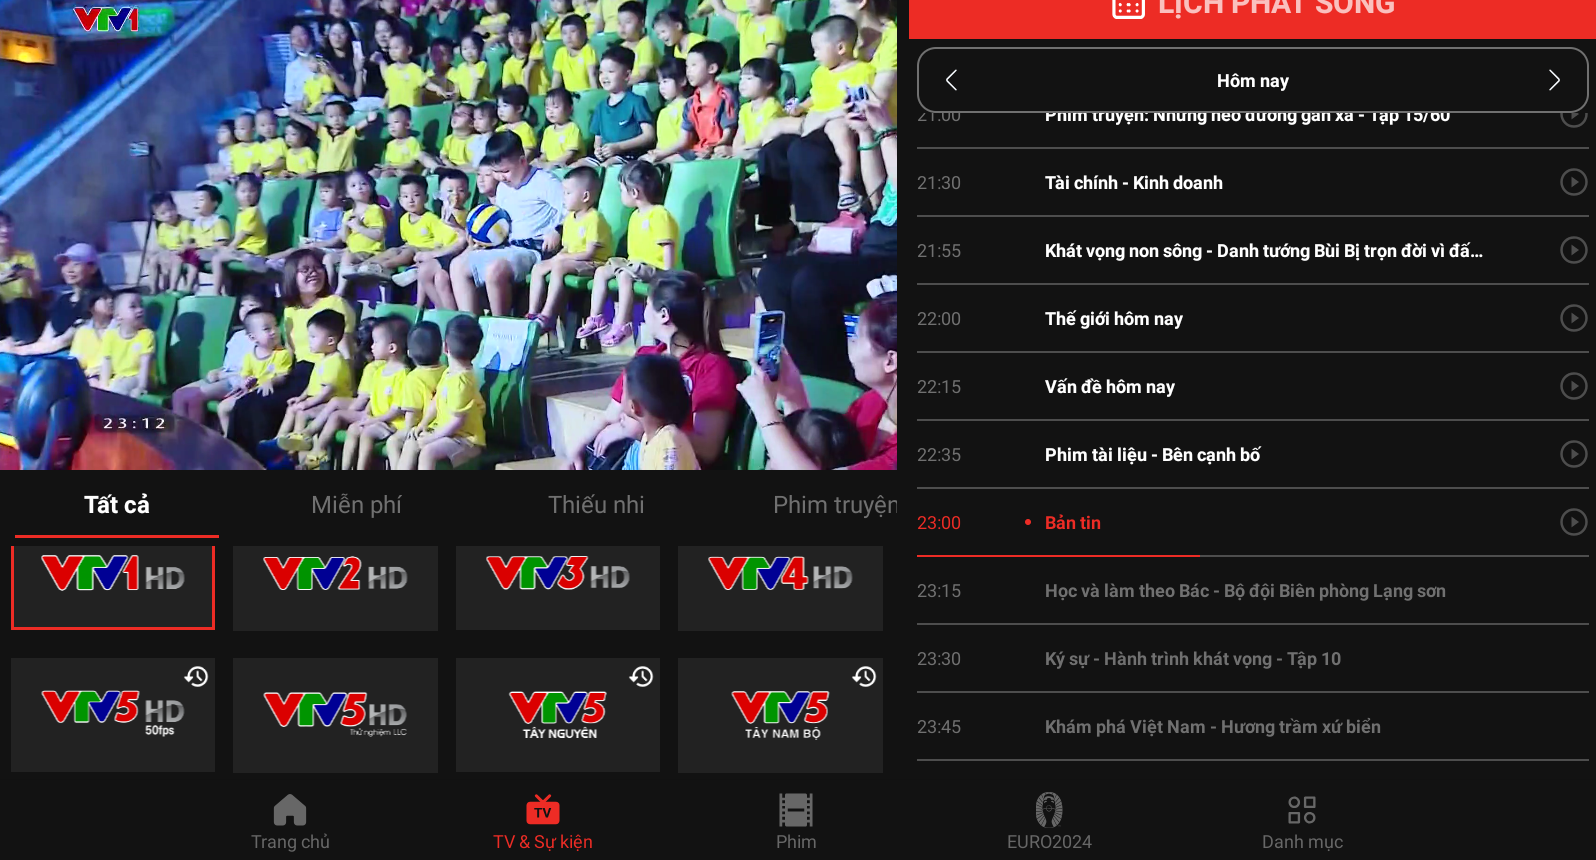 VTV1
23:12
Tất cả
Miễn phí
Thiếu nhi
Phim truyện
VTV1 HD
VTV2 HD
VTV3 HD
VTV4 HD
VTV5 HD
50fps
VTV5 HD
Thử nghiệm LLC
VTV5
TÂY NGUYÊN
VTV5
TÂY NAM BỘ
LỊCH PHÁT SÓNG
Hôm nay
21:00 Phim truyện: Những nẻo đường gần xa - Tập 15/60
21:30 Tài chính - Kinh doanh
21:55 Khát vọng non sông - Danh tướng Bùi Bị trọn đời vì đấ...
22:00 Thế giới hôm nay
22:15 Vấn đề hôm nay
22:35 Phim tài liệu - Bên cạnh bố
23:00 • Bản tin
23:15 Học và làm theo Bác - Bộ đội Biên phòng Lạng sơn
23:30 Ký sự - Hành trình khát vọng - Tập 10
23:45 Khám phá Việt Nam - Hương trầm xứ biển
Trang chủ
TV
TV & Sự kiện
Phim
EURO2024
Danh mục